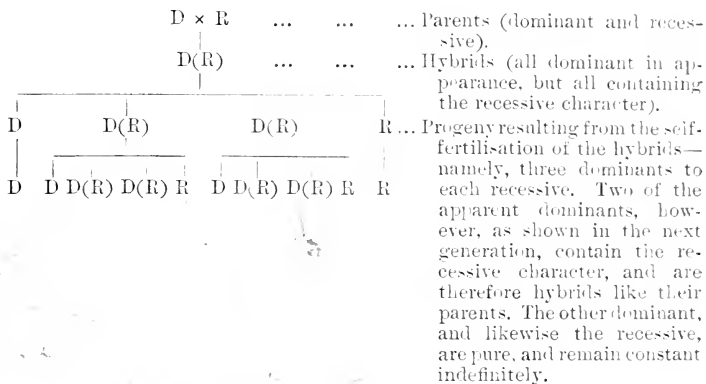 D × R ... ... ... Parents (dominant and reces-
sive).
D(R) ... ... ... Hybrids (all dominant in ap-
pearance, but all containing
the recessive character).
D D(R) D(R) R ... Progeny resulting from the self-
fertilisation of the hybrids—
namely, three dominants to
each recessive. Two of the
D D D(R) D(R) R D D(R) D(R) R R
apparent dominants, how-
ever, as shown in the next
generation, contain the re-
cessive character, and are
therefore hybrids like their
parents. The other dominant,
and likewise the recessive,
are pure, and remain constant
indefinitely.